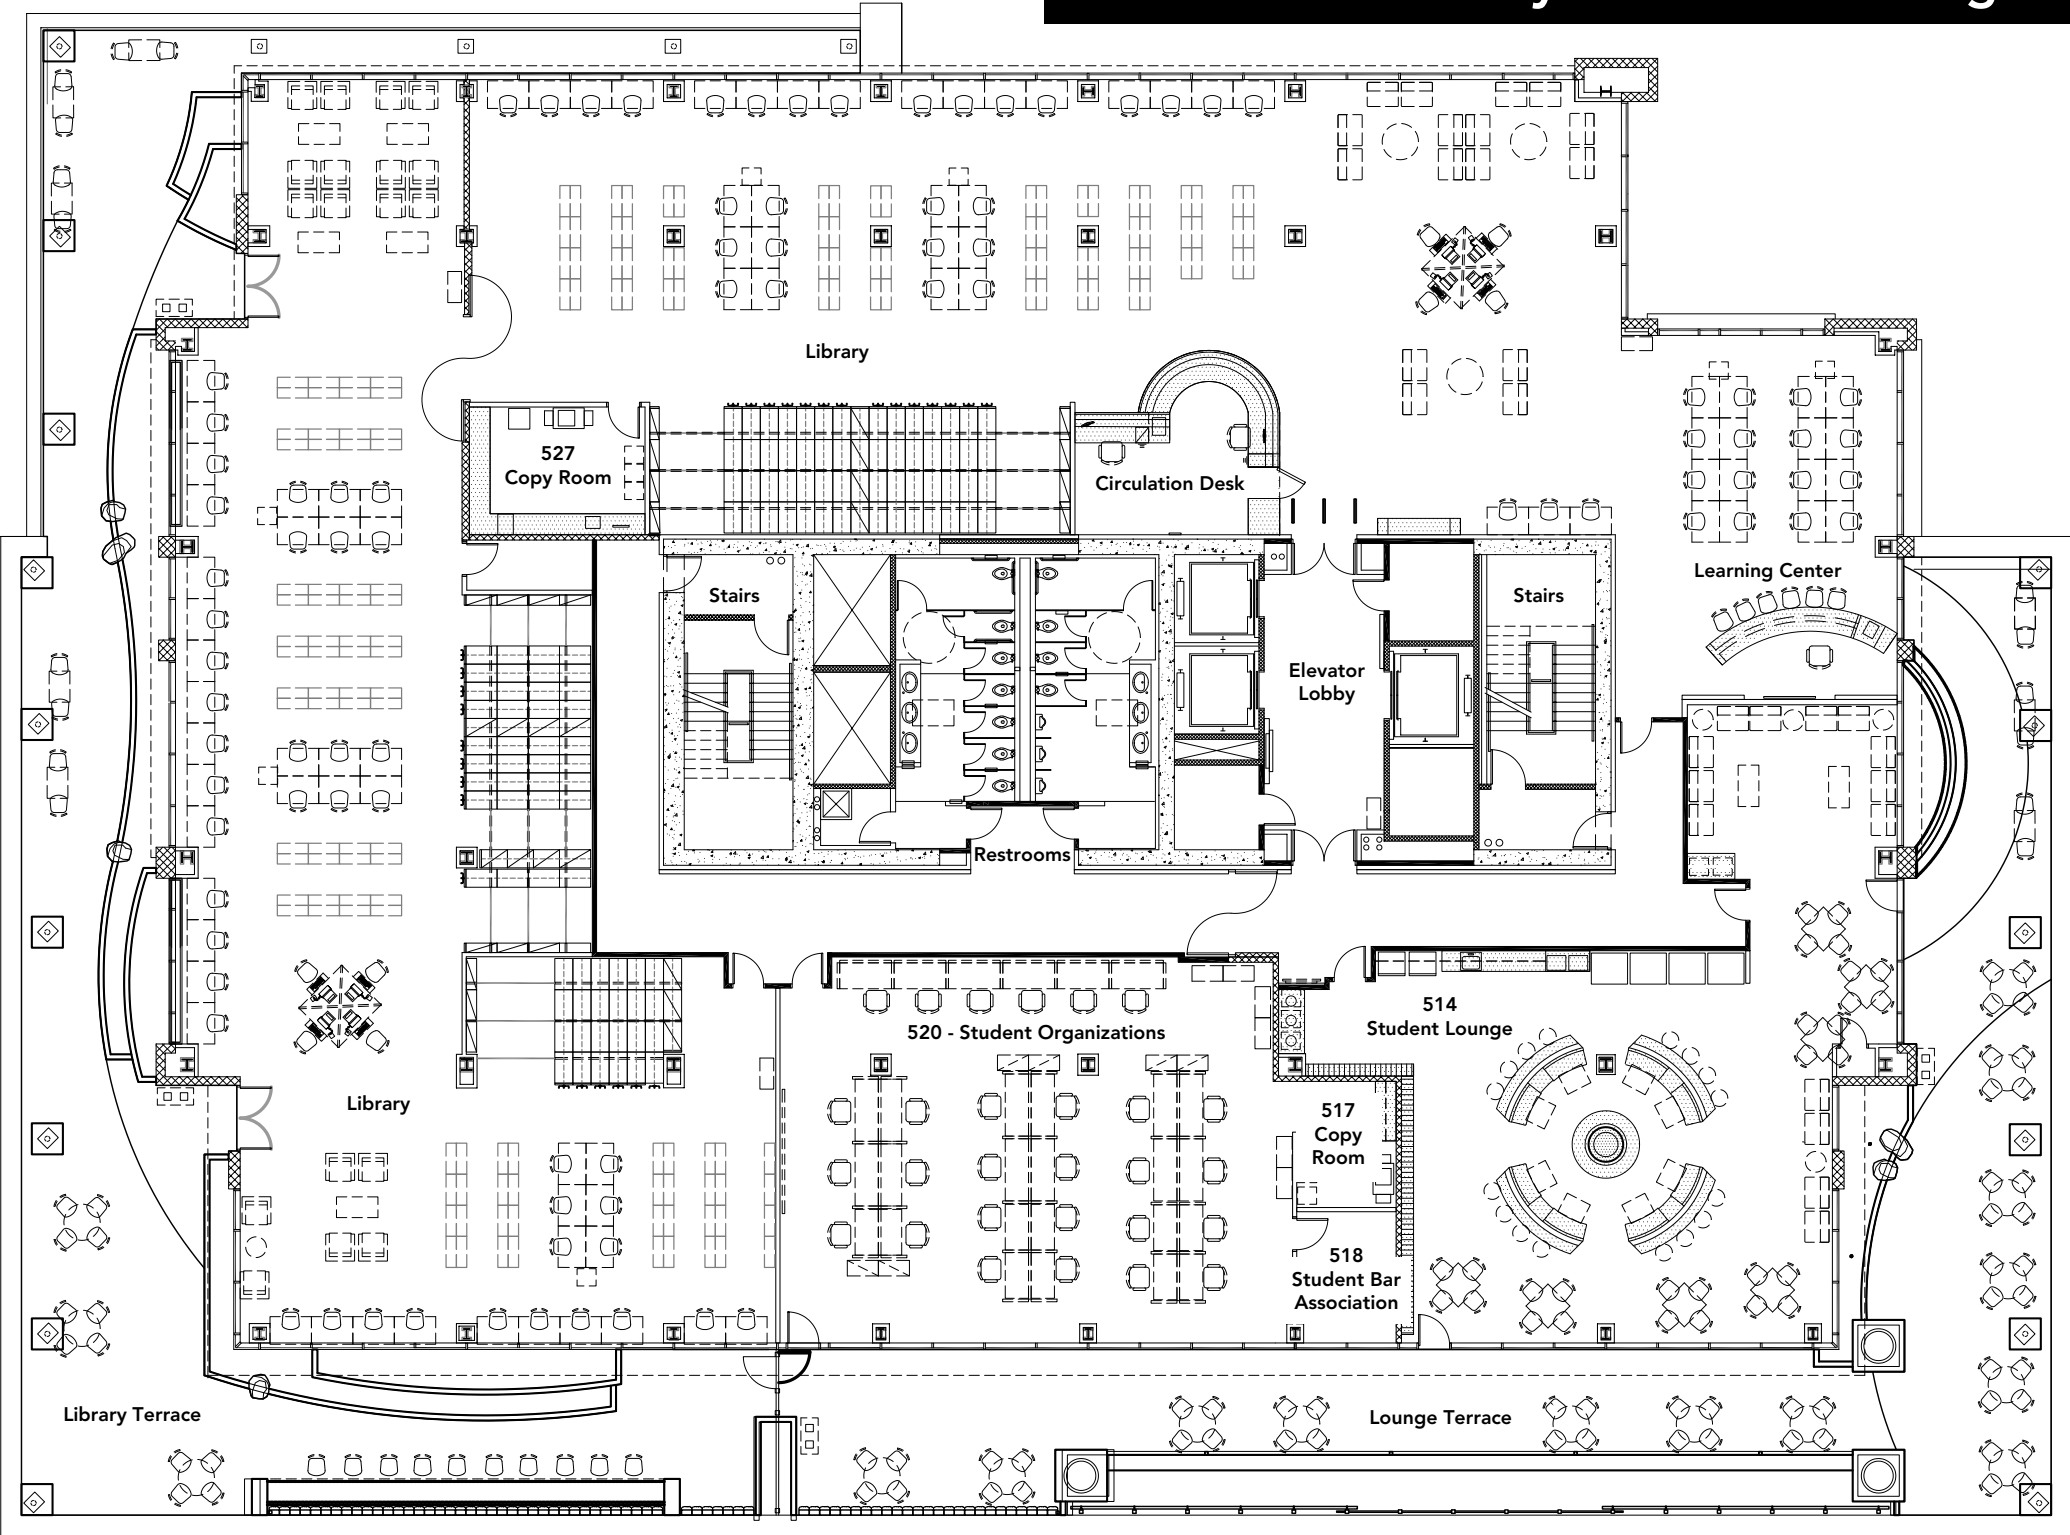 Library
527
Copy Room
Circulation Desk
Learning Center
Stairs
Stairs
Elevator
Lobby
Restrooms
514
Student Lounge
520 - Student Organizations
Library
517
Copy
Room
518
Student Bar
Association
Library Terrace
Lounge Terrace